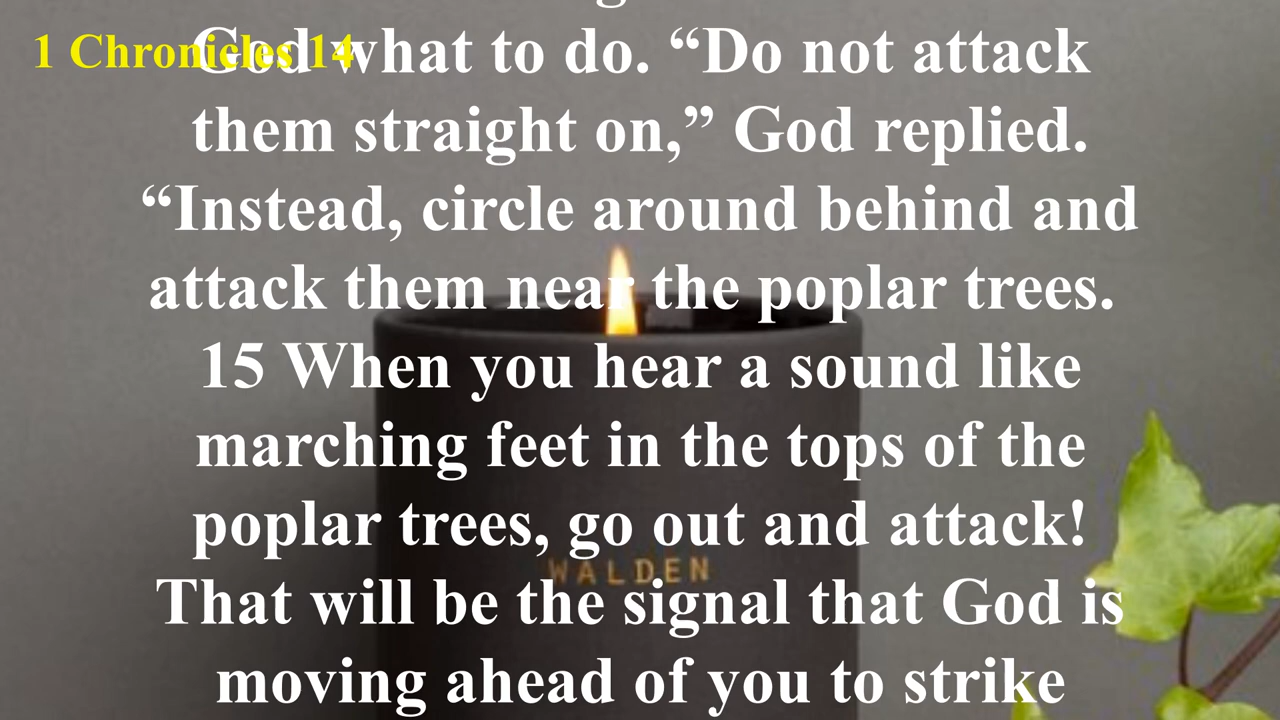 1 Chronicles 14
God what to do. “Do not attack
them straight on,” God replied.
“Instead, circle around behind and
attack them near the poplar trees.
15 When you hear a sound like
marching feet in the tops of the
poplar trees, go out and attack!
WALDEN
That will be the signal that God is
moving ahead of you to strike